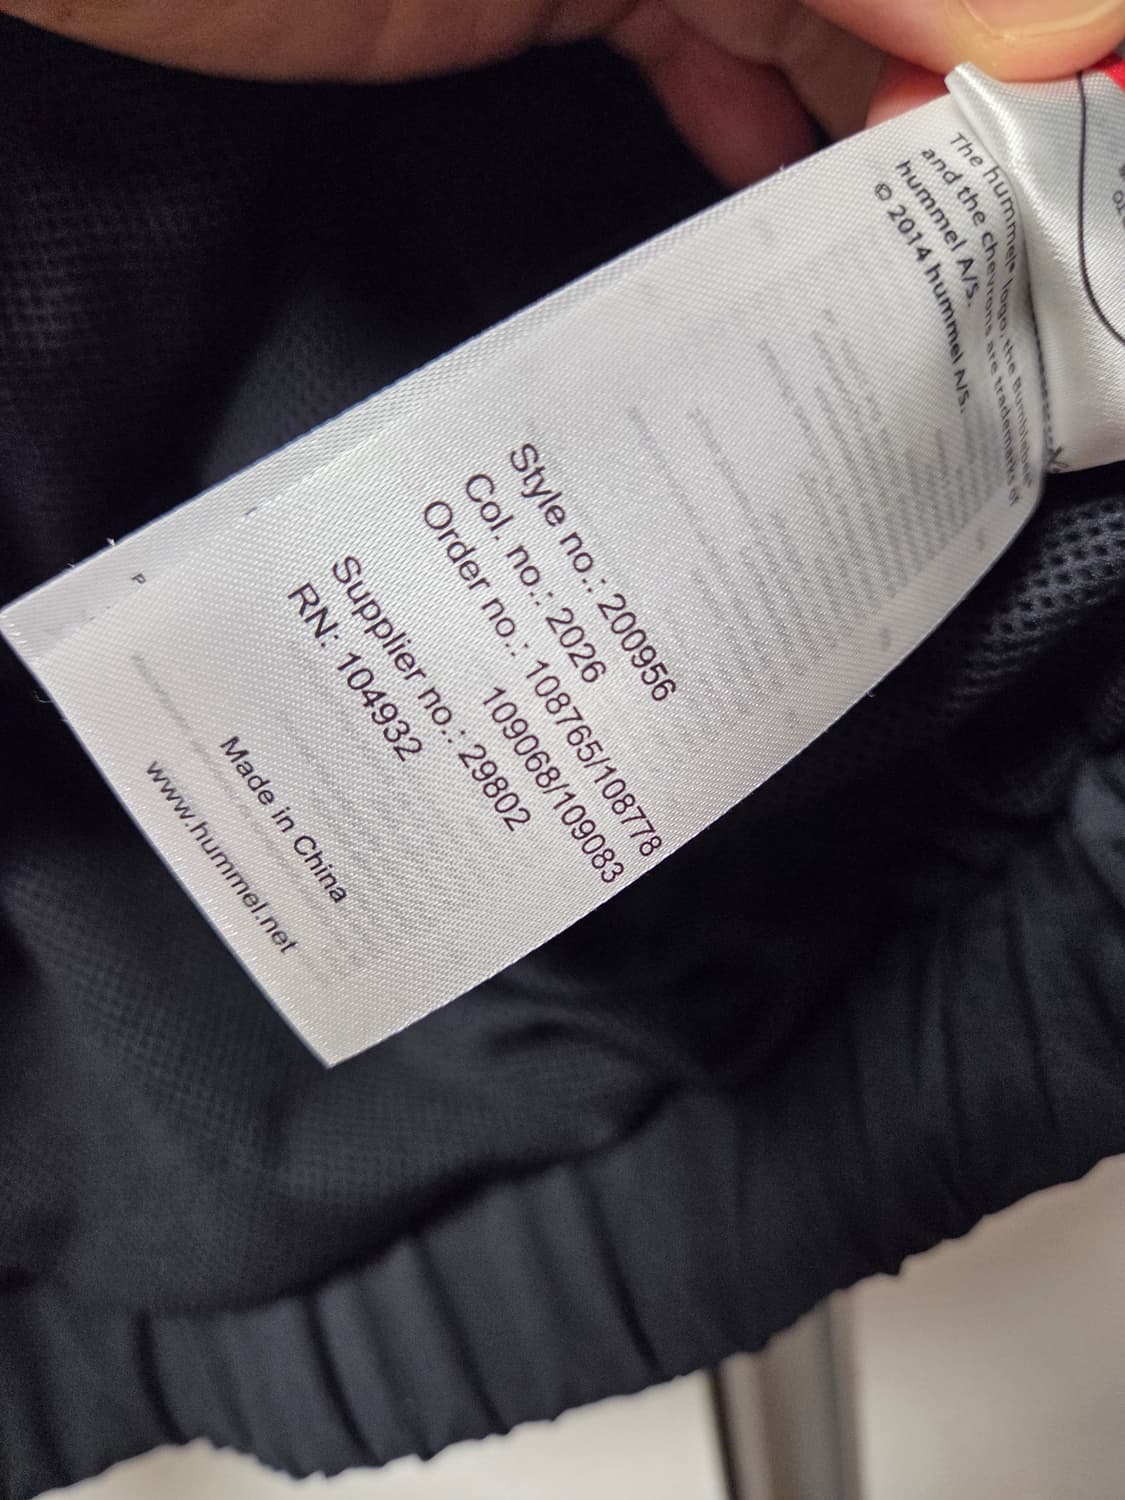 The hummel® logo, the Bumblebee®
and the chevrons are trademarks of
hummel A/S.
© 2014 hummel A/S.
Style no.: 200956
Col. no.: 2026
Order no.: 108765/108778
109068/109083
Supplier no.: 29802
RN: 104932
Made in China
www.hummel.net